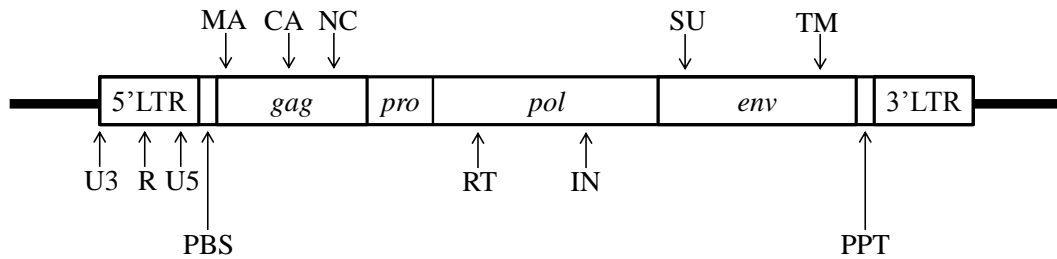 MA CA NC SU TM
5’LTR gag pro pol env 3’LTR
U3 R U5 RT IN
PBS PPT